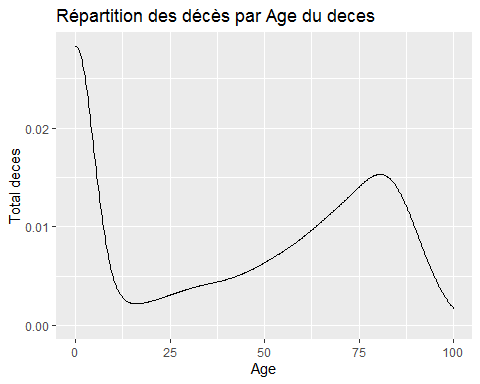 Répartition des décès par Age du deces
Total deces
0.02
0.01
0.00
0
25
50
75
100
Age